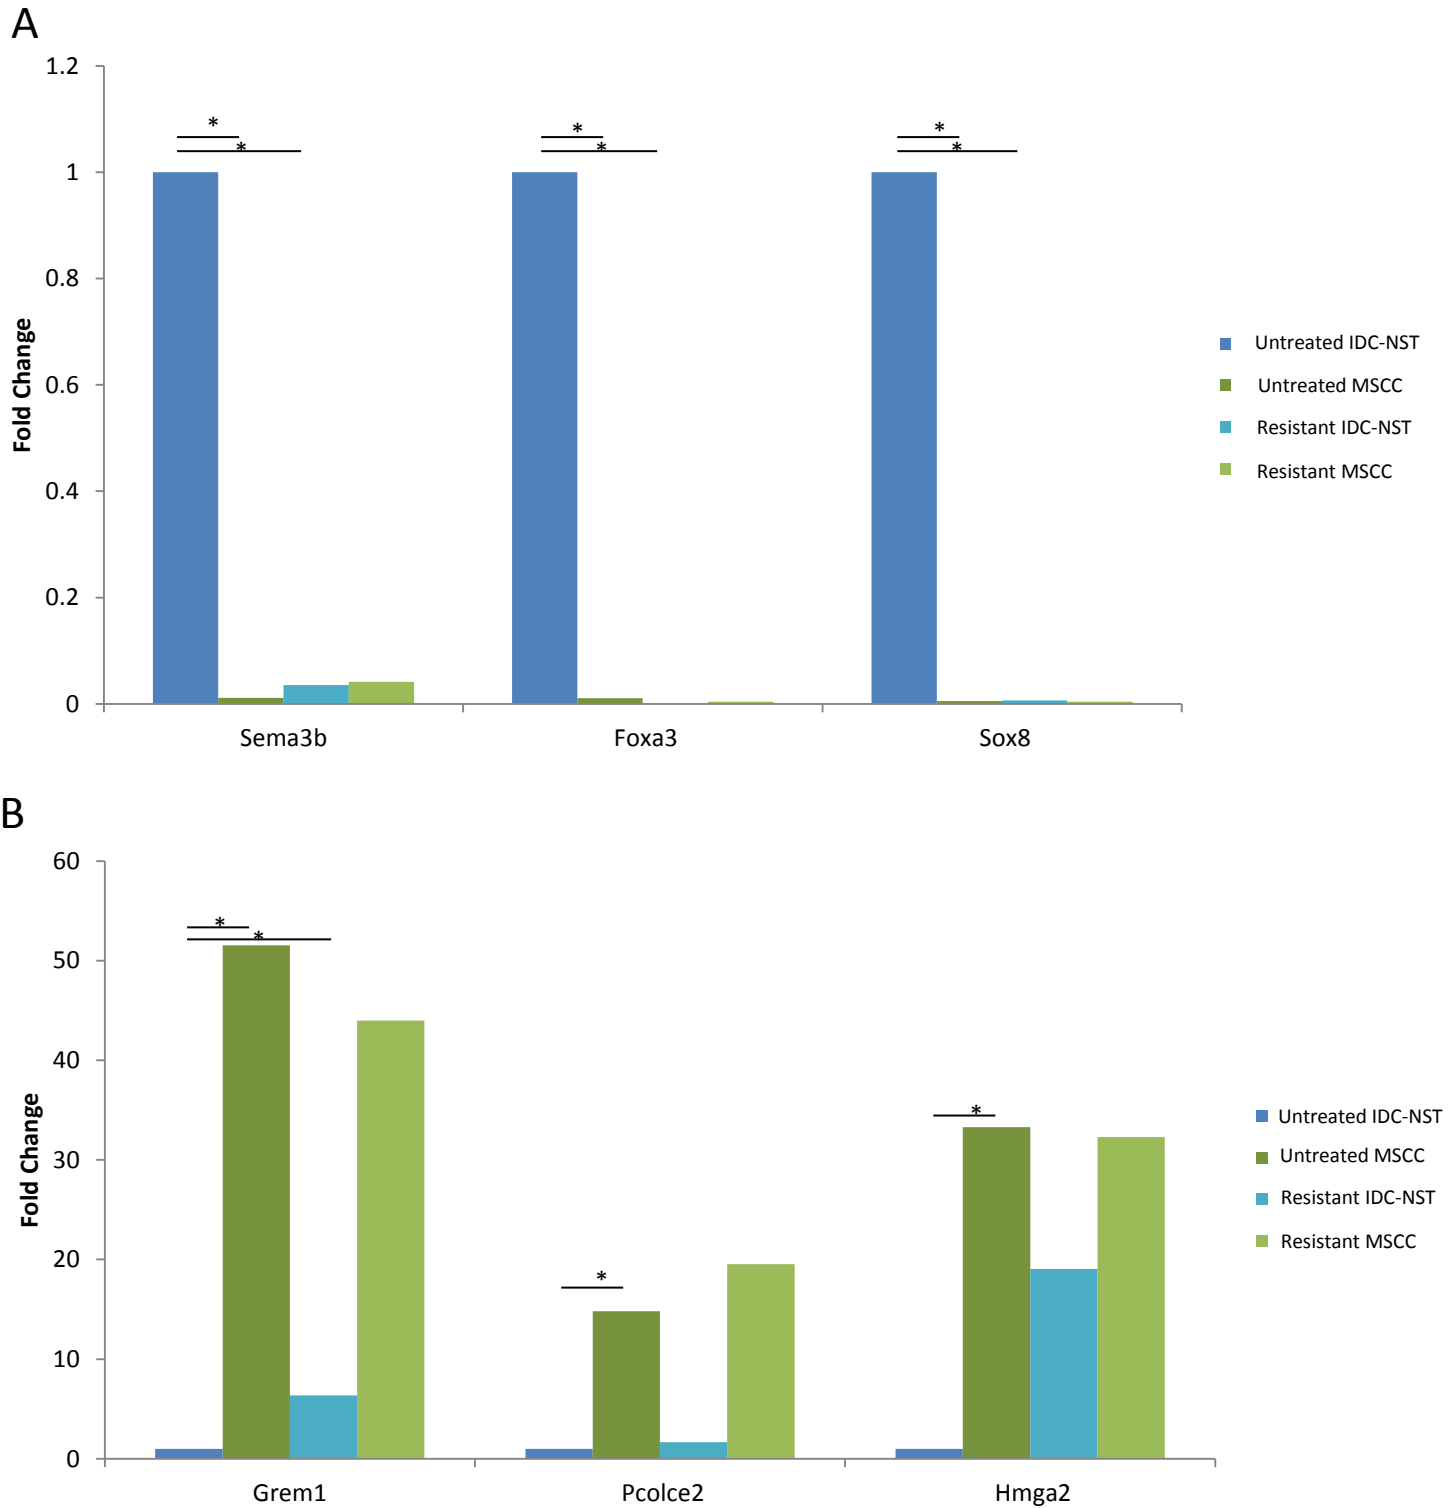 A
1.2
1
0.8
0.6
0.4
0.2
0
Fold Change
*
*
*
*
*
*
Sema3b
Foxa3
Sox8
Untreated IDC-NST
Untreated MSCC
Resistant IDC-NST
Resistant MSCC
B
60
50
40
30
20
10
0
Fold Change
*
*
*
*
Grem1
Pcolce2
Hmga2
Untreated IDC-NST
Untreated MSCC
Resistant IDC-NST
Resistant MSCC